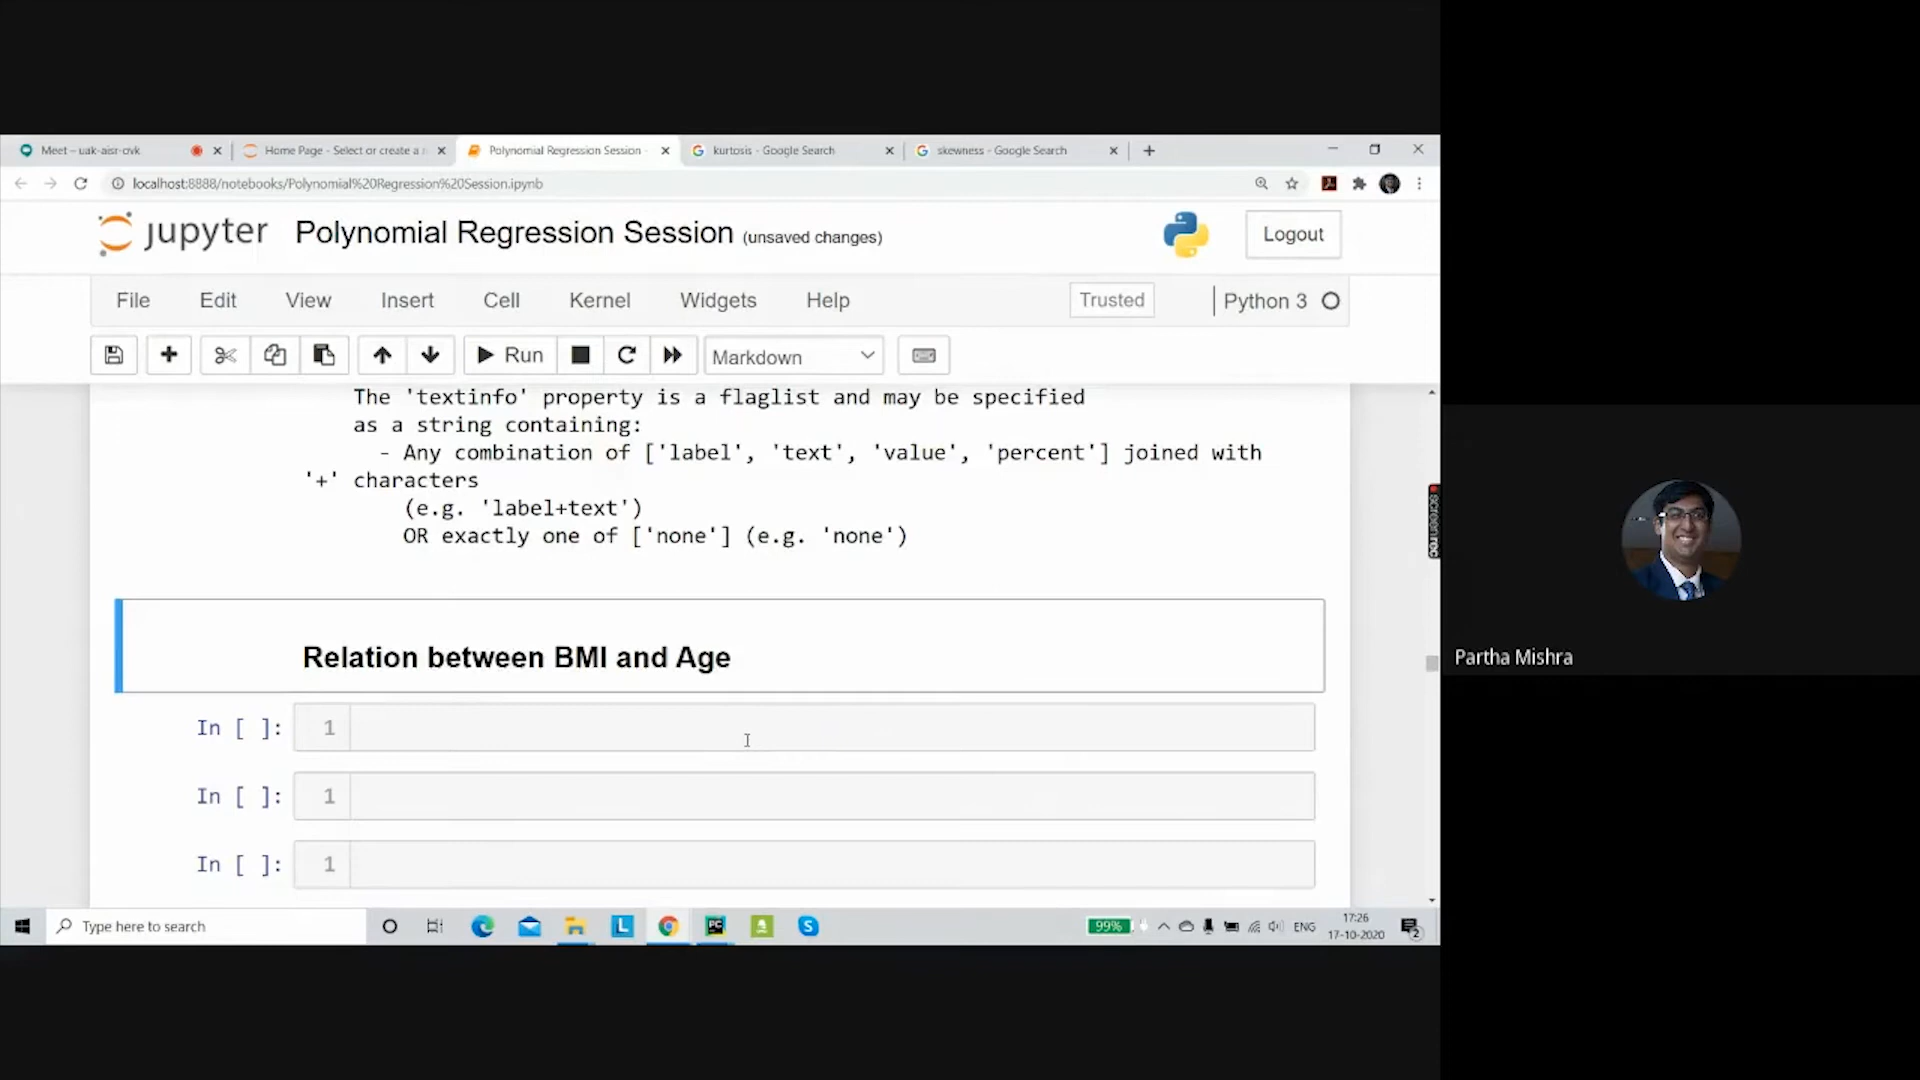 Meet – uak-aisr-ovk
Home Page - Select or create a
Polynomial Regression Session -
kurtosis - Google Search
skewness - Google Search
localhost:8888/notebooks/Polynomial%20Regression%20Session.ipynb
jupyter
Polynomial Regression Session (unsaved changes)
Logout
File Edit View Insert Cell Kernel Widgets Help
Trusted
Python 3
Run
Markdown
The 'textinfo' property is a flaglist and may be specified
as a string containing:
- Any combination of ['label', 'text', 'value', 'percent'] joined with
'+' characters
(e.g. 'label+text')
OR exactly one of ['none'] (e.g. 'none')
Relation between BMI and Age
In [ ]: 1
In [ ]: 1
In [ ]: 1
screenrec
Partha Mishra
Type here to search
L
PC
S
99%
ENG
17:26
17-10-2020
2